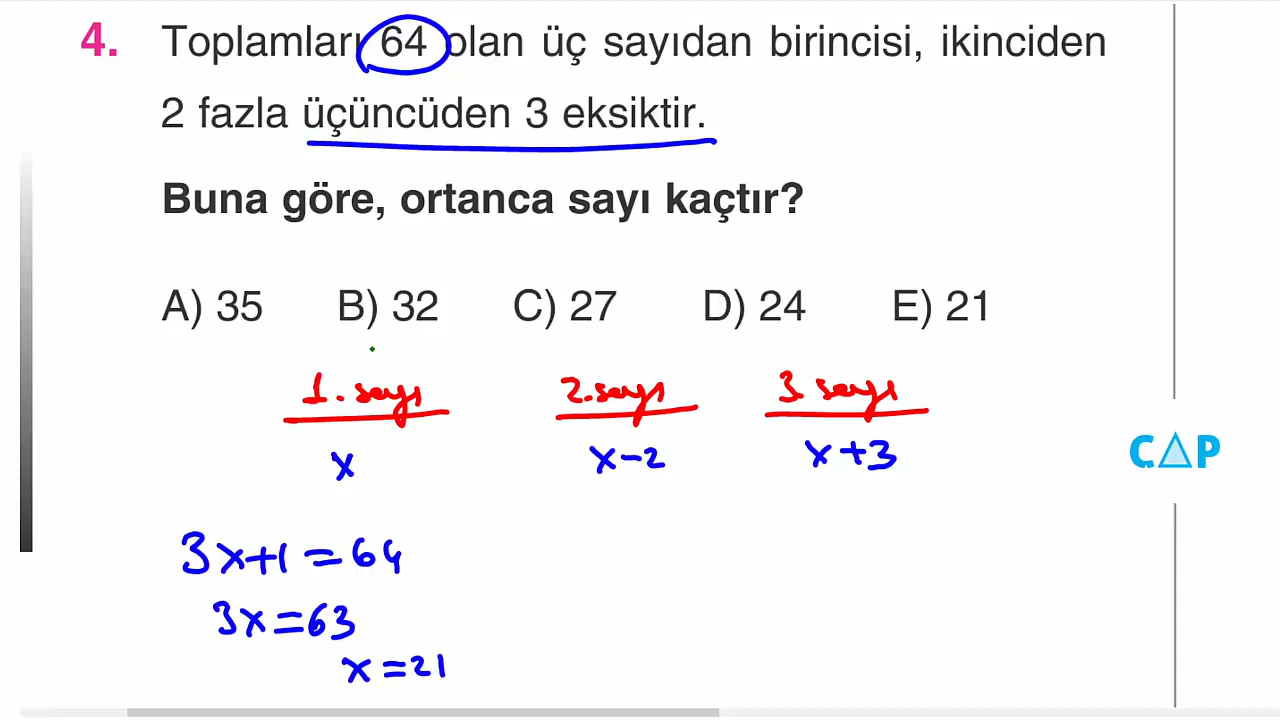 4. Toplamları 64 olan üç sayıdan birincisi, ikinciden
2 fazla üçüncüden 3 eksiktir.
Buna göre, ortanca sayı kaçtır?
A) 35 B) 32 C) 27 D) 24 E) 21
1. sayı 2. sayı 3 sayı
x x-2 x+3
CAP
3x+1=64
3x=63
x=21